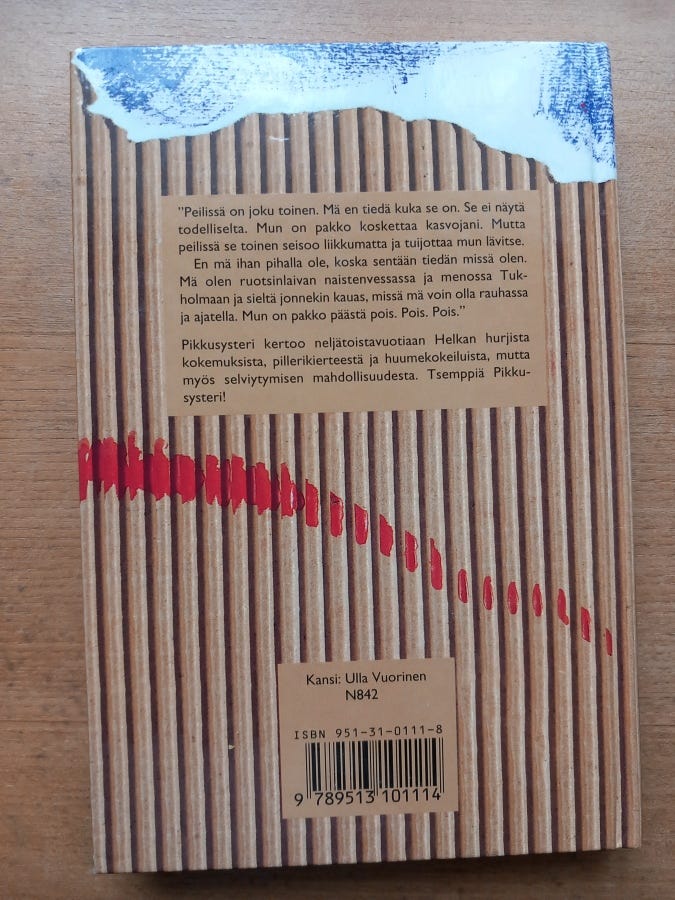 "Peilissä on joku toinen. Mä en tiedä kuka se on. Se ei näytä
todelliselta. Mun on pakko koskettaa kasvojani. Mutta
peilissä se toinen seisoo liikkumatta ja tuijottaa mun lävitse.
En mä ihan pihalla ole, koska sentään tiedän missä olen.
Mä olen ruotsinlaivan naistenvessassa ja menossa Tuk-
holmaan ja sieltä jonnekin kauas, missä mä voin olla rauhassa
ja ajatella. Mun on pakko päästä pois. Pois. Pois."
Pikkusysteri kertoo neljätoistavuotiaan Helkan hurjista
kokemuksista, pillerikierteestä ja huumekokeiluista, mutta
myös selviytymisen mahdollisuudesta. Tsemppiä Pikku-
systeri!
Kansi: Ulla Vuorinen
N842
ISBN 951-31-0111-8
9 789513 101114